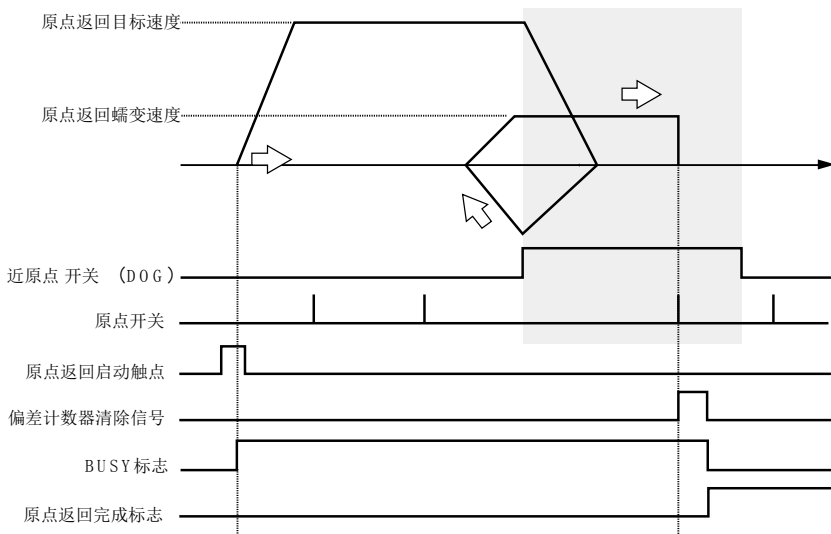 原点返回目标速度
原点返回蠕变速度
近原点 开关 （DOG）
原点开关
原点返回启动触点
偏差计数器清除信号
BUSY标志
原点返回完成标志